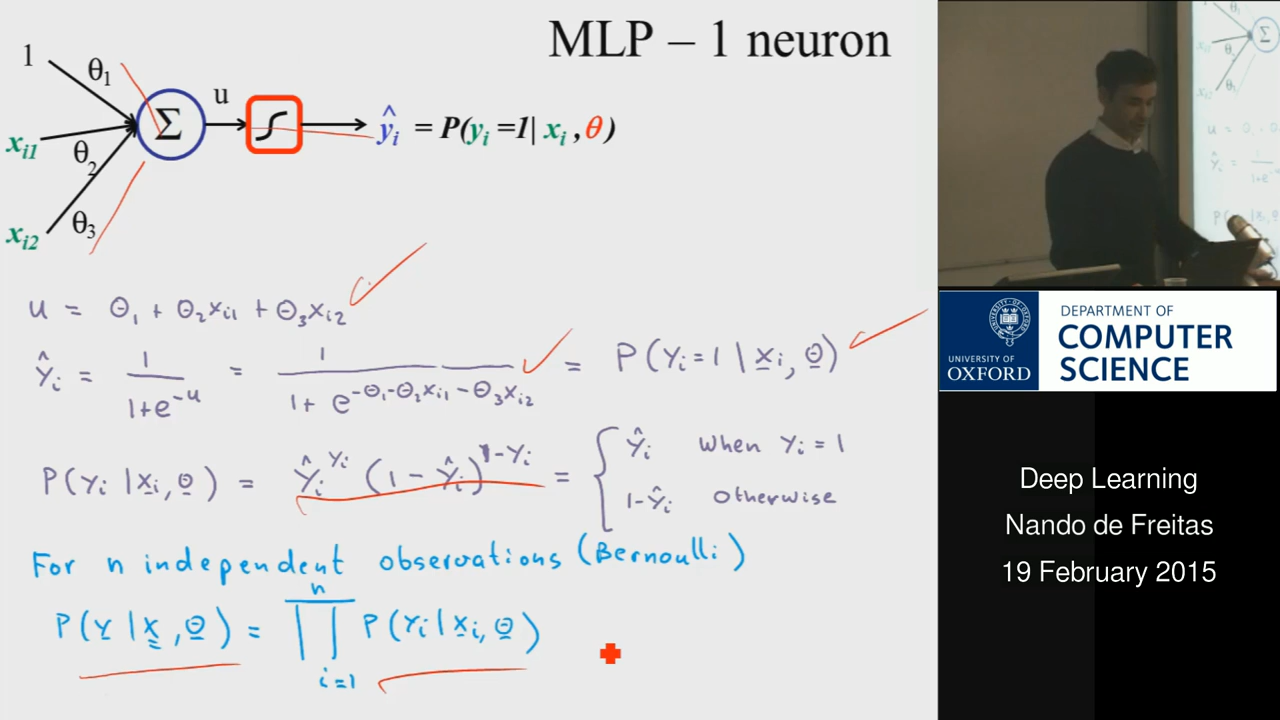 MLP – 1 neuron
1
θ₁
u
Σ
ŷᵢ = P(yᵢ =1| xᵢ ,θ)
xᵢ₁
θ₂
xᵢ₂
θ₃
u = θ₁ + θ₂xᵢ₁ + θ₃xᵢ₂
ŷᵢ = 1/(1+e^-u) = 1/(1+ e^(-θ₁-θ₂xᵢ₁-θ₃xᵢ₂)) = P(yᵢ=1 | xᵢ, θ)
P(yᵢ | xᵢ, θ) = ŷᵢ^yᵢ (1-ŷᵢ)^(1-yᵢ) = { ŷᵢ when yᵢ = 1
1-ŷᵢ otherwise
For n independent observations (Bernoulli)
P(y | x, θ) = ∏ⁿᵢ₌₁ P(yᵢ | xᵢ, θ)
UNIVERSITY OF
OXFORD
DEPARTMENT OF
COMPUTER
SCIENCE
Deep Learning
Nando de Freitas
19 February 2015